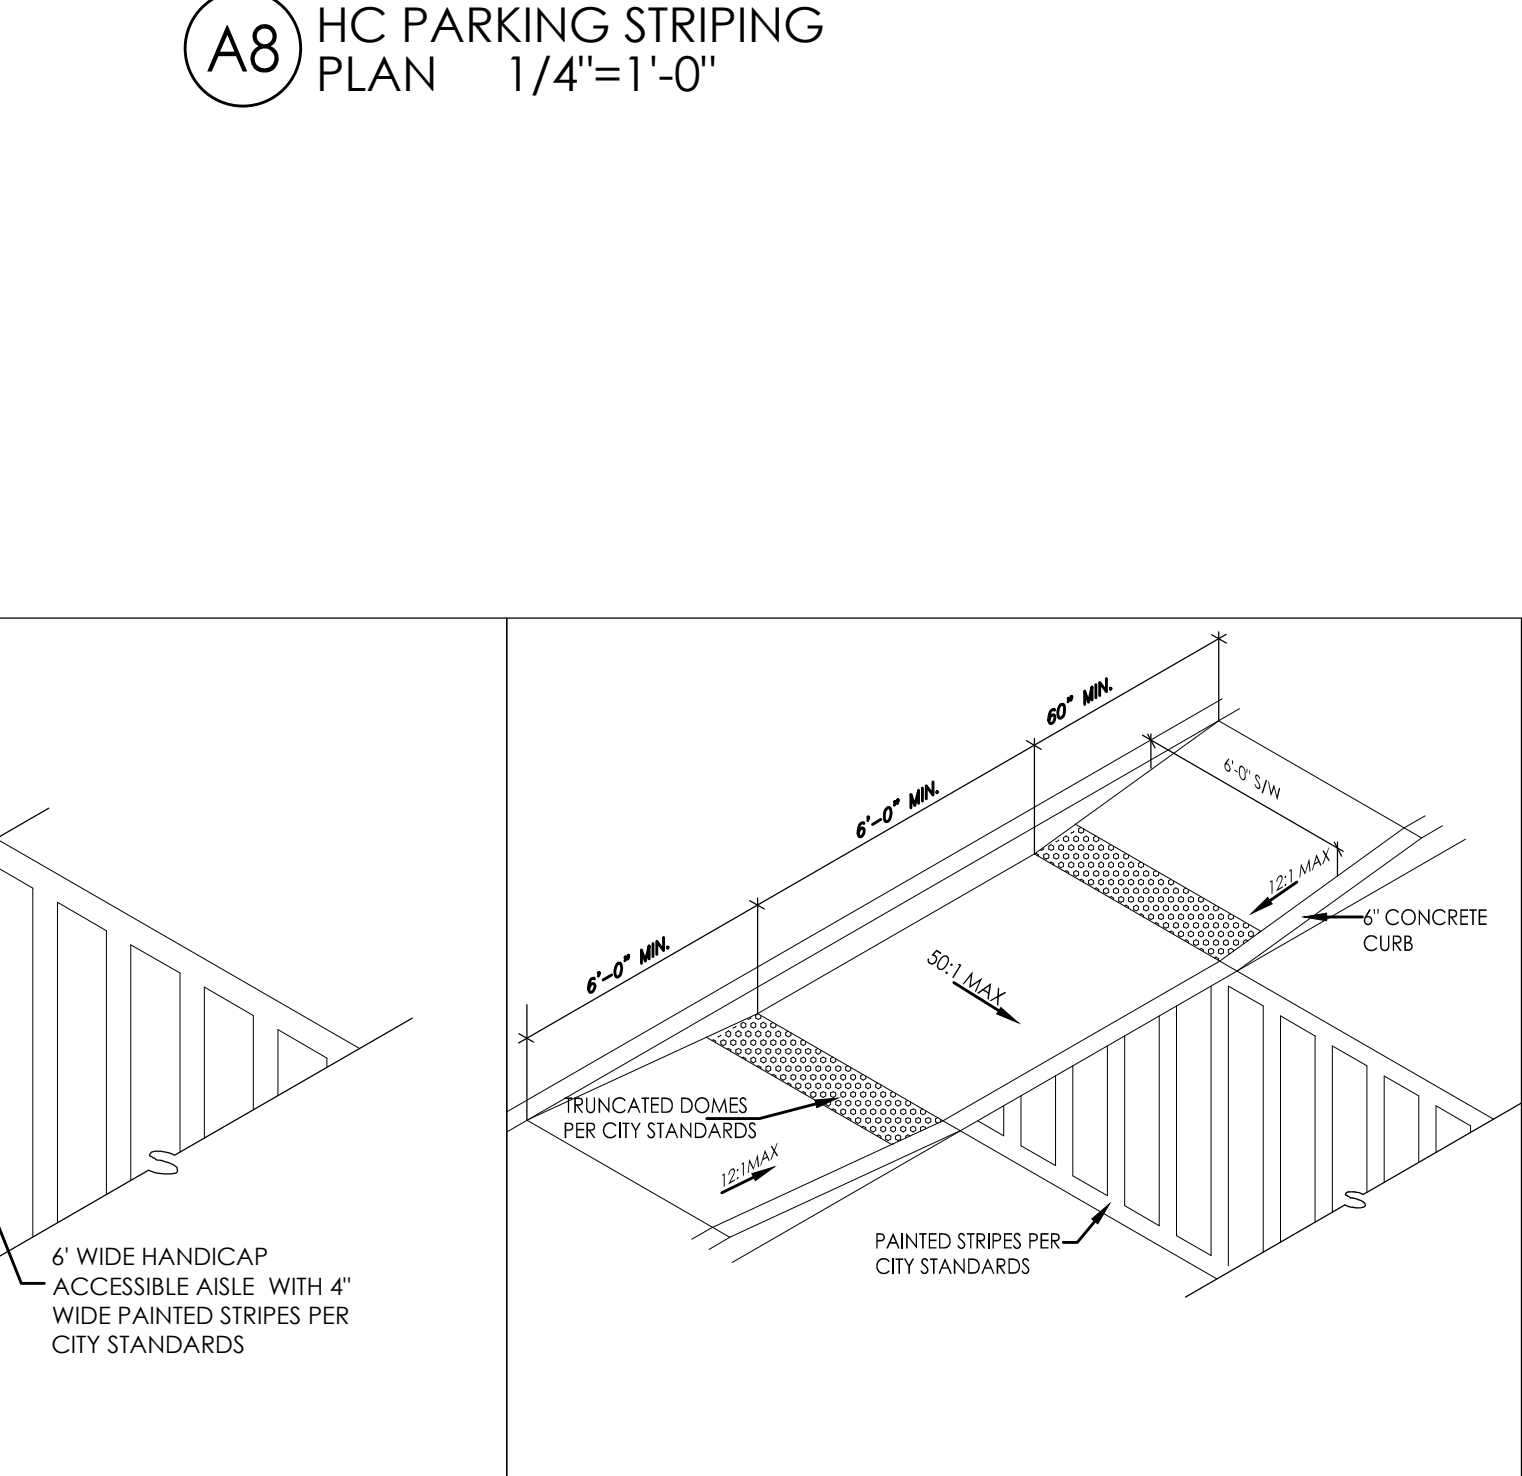 A8
HC PARKING STRIPING
PLAN 1/4"=1'-0"
60" MIN.
6'-0" S/W
6'-0" MIN.
12:1 MAX
6" CONCRETE
CURB
6'-0" MIN.
50:1 MAX
TRUNCATED DOMES
PER CITY STANDARDS
12:1MAX
PAINTED STRIPES PER
CITY STANDARDS
6' WIDE HANDICAP
ACCESSIBLE AISLE WITH 4"
WIDE PAINTED STRIPES PER
CITY STANDARDS